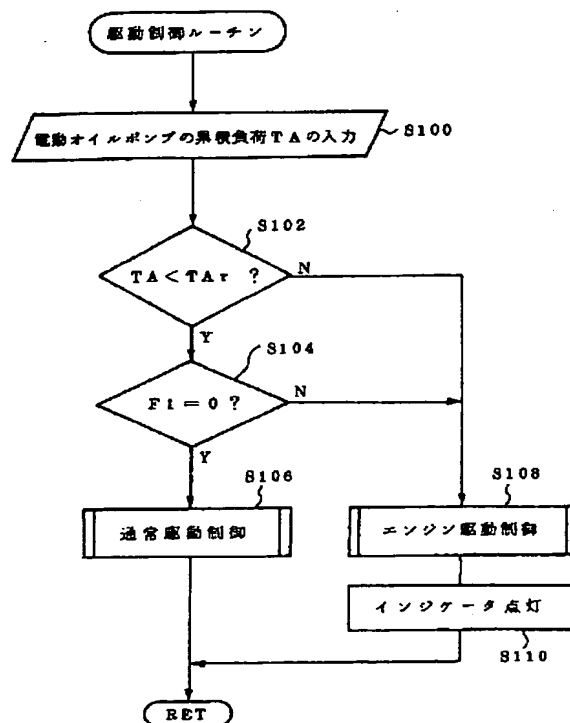 駆動制御ルーチン
電動オイルポンプの累積負荷TAの入力
S100
S102
TA<TAr ?
N
Y
S104
F1=0?
N
Y
S106
通常駆動制御
S108
エンジン駆動制御
インジケータ点灯
S110
RET